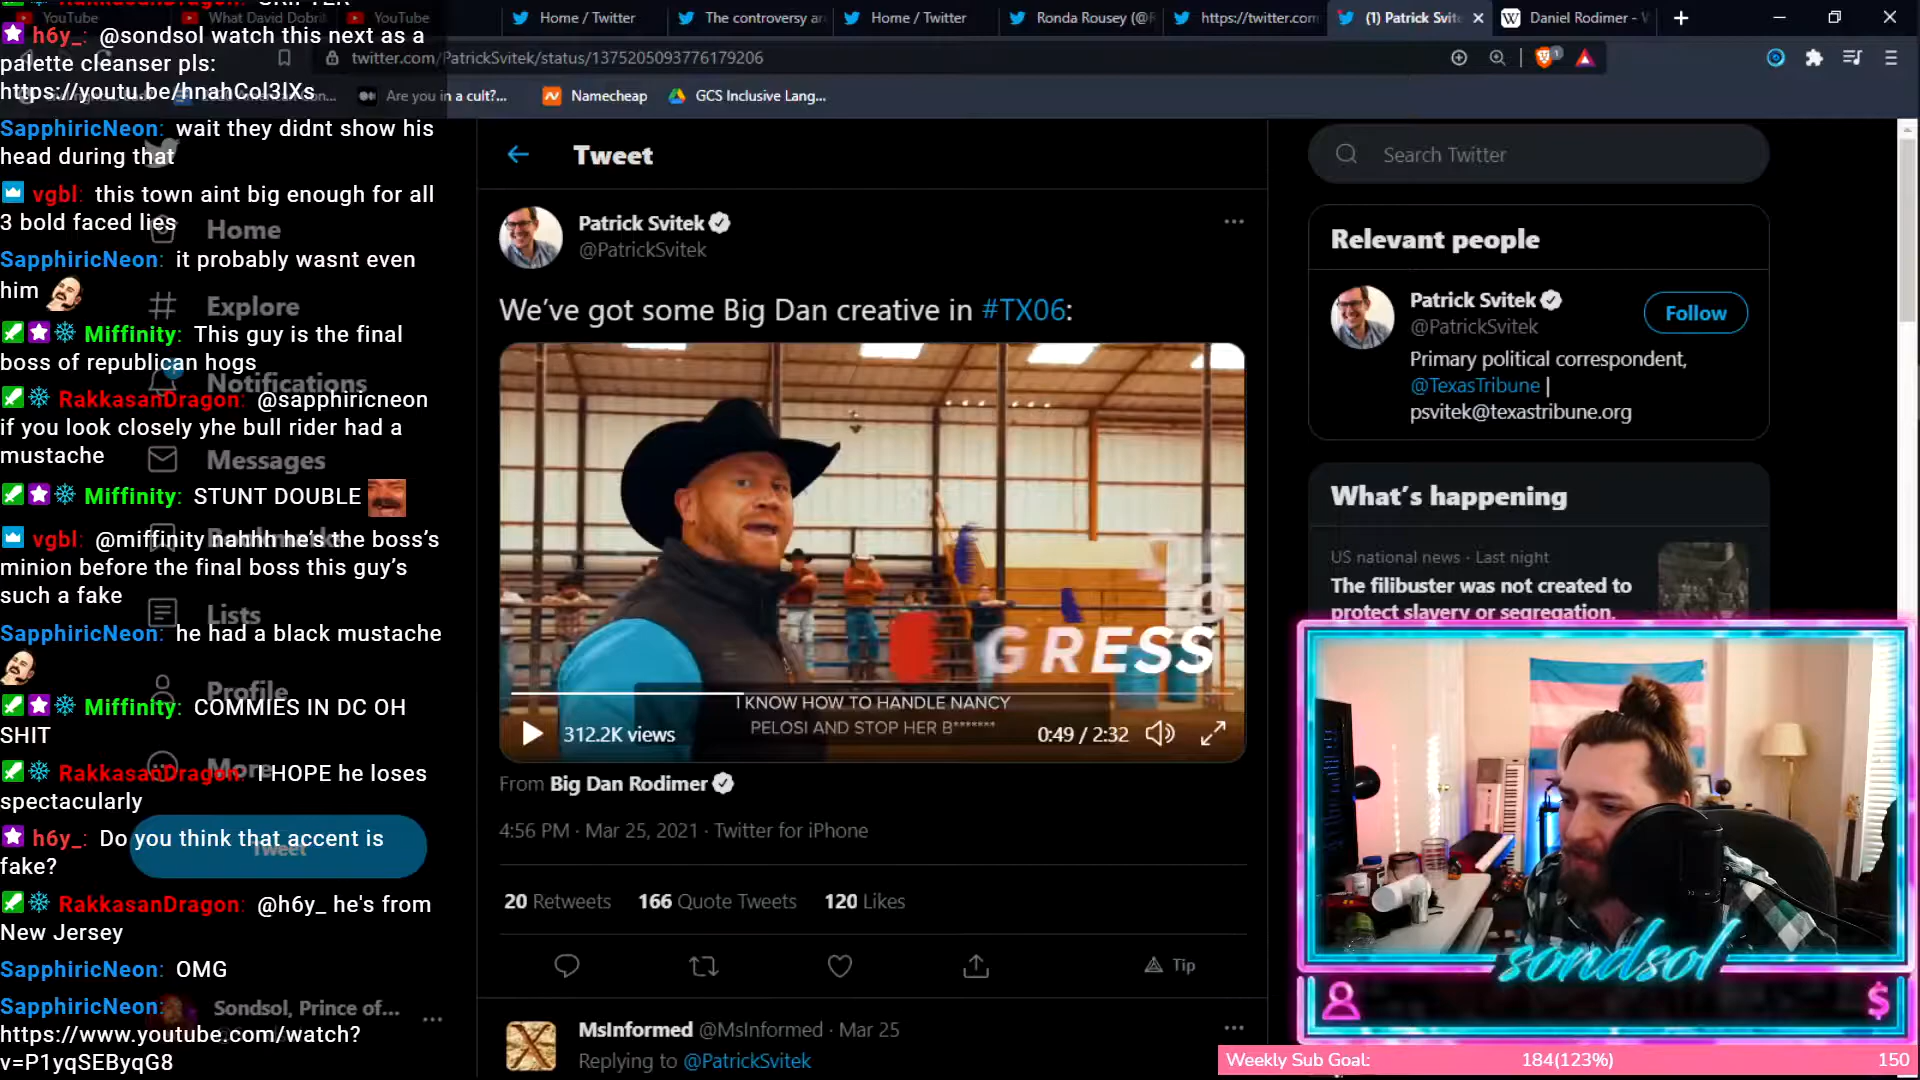 YouTube
What David Dobri
YouTube
Home / Twitter
The controversy ar
Home / Twitter
Ronda Rousey (@R
https://twitter.com
(1) Patrick Svite
Daniel Rodimer - W
twitter.com/PatrickSvitek/status/1375205093776179206
Are you in a cult?...
Namecheap
GCS Inclusive Lang...
RakkasanDragon:
h6y_: @sondsol watch this next as a
palette cleanser pls:
https://youtu.be/hnahCol3lXs
SapphiricNeon: wait they didnt show his
head during that
vgbl: this town aint big enough for all
3 bold faced lies
SapphiricNeon: it probably wasnt even
him
Miffinity: This guy is the final
boss of republican hogs
RakkasanDragon: @sapphiricneon
if you look closely yhe bull rider had a
mustache
Miffinity: STUNT DOUBLE
vgbl: @miffinity nahhh he's the boss's
minion before the final boss this guy's
such a fake
SapphiricNeon: he had a black mustache
Miffinity: COMMIES IN DC OH
SHIT
RakkasanDragon: I HOPE he loses
spectacularly
h6y_: Do you think that accent is
fake?
RakkasanDragon: @h6y_ he's from
New Jersey
SapphiricNeon: OMG
SapphiricNeon:
https://www.youtube.com/watch?
v=P1yqSEByqG8
Home
Explore
Notifications
Messages
Bookmarks
Lists
Profile
More
Tweet
Sondsol, Prince of...
Tweet
Patrick Svitek
@PatrickSvitek
We've got some Big Dan creative in #TX06:
GRESS
I KNOW HOW TO HANDLE NANCY
PELOSI AND STOP HER B*******
312.2K views
0:49 / 2:32
From Big Dan Rodimer
4:56 PM · Mar 25, 2021 · Twitter for iPhone
20 Retweets 166 Quote Tweets 120 Likes
Tip
MsInformed @MsInformed · Mar 25
Replying to @PatrickSvitek
Search Twitter
Relevant people
Patrick Svitek
@PatrickSvitek
Follow
Primary political correspondent,
@TexasTribune |
psvitek@texastribune.org
What's happening
US national news · Last night
The filibuster was not created to
protect slavery or segregation,
sondsol
$
Weekly Sub Goal: 184(123%) 150